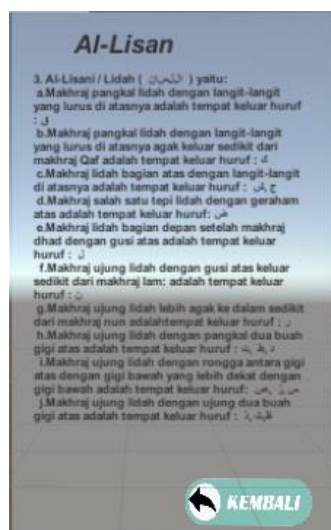 Al-Lisan
3. Al-Lisani / Lidah ( اللسان ) yaitu:
a.Makhraj pangkal lidah dengan langit-langit
yang lurus di atasnya adalah tempat keluar huruf
: ق
b.Makhraj pangkal lidah dengan langit-langit
yang lurus di atasnya agak keluar sedikit dari
makhraj Qaf adalah tempat keluar huruf : ك
c.Makhraj lidah bagian atas dengan langit-langit
di atasnya adalah tempat keluar huruf :
d.Makhraj salah satu tepi lidah dengan geraham
atas adalah tempat keluar huruf: ض
e.Makhraj lidah bagian depan setelah makhraj
dhad dengan gusi atas adalah tempat keluar
huruf : ل
f.Makhraj ujung lidah dengan gusi atas keluar
sedikit dari makhraj lam: adalah tempat keluar
huruf : ن
g.Makhraj ujung lidah lebih agak ke dalam sedikit
dari makhraj nun adalahtempat keluar huruf : ر
h.Makhraj ujung lidah dengan pangkal dua buah
gigi atas adalah tempat keluar huruf :
i.Makhraj ujung lidah dengan rongga antara gigi
atas dengan gigi bawah yang lebih dekat dengan
gigi bawah adalah tempat keluar huruf:
j.Makhraj ujung lidah dengan ujung dua buah
gigi atas adalah tempat keluar huruf :
KEMBALI